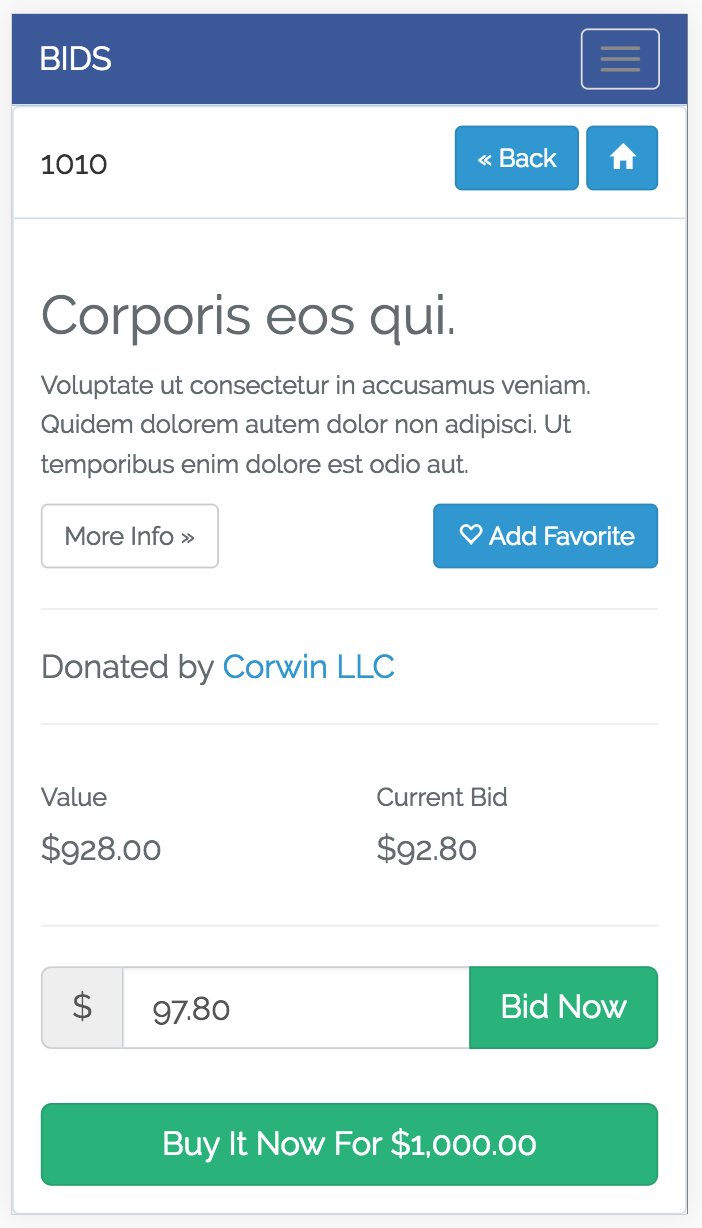 BIDS
1010
« Back
Corporis eos qui.
Voluptate ut consectetur in accusamus veniam.
Quidem dolorem autem dolor non adipisci. Ut
temporibus enim dolore est odio aut.
More Info »
Add Favorite
Donated by Corwin LLC
Value
Current Bid
$928.00
$92.80
$
97.80
Bid Now
Buy It Now For $1,000.00